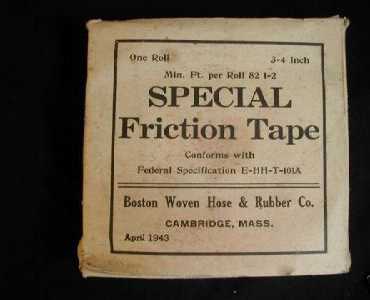 One Roll 3-4 Inch
Min. Ft. per Roll 82 1-2
SPECIAL
Friction Tape
Conforms with
Federal Specification E-HH-T-101A
Boston Woven Hose & Rubber Co.
CAMBRIDGE, MASS.
April 1943